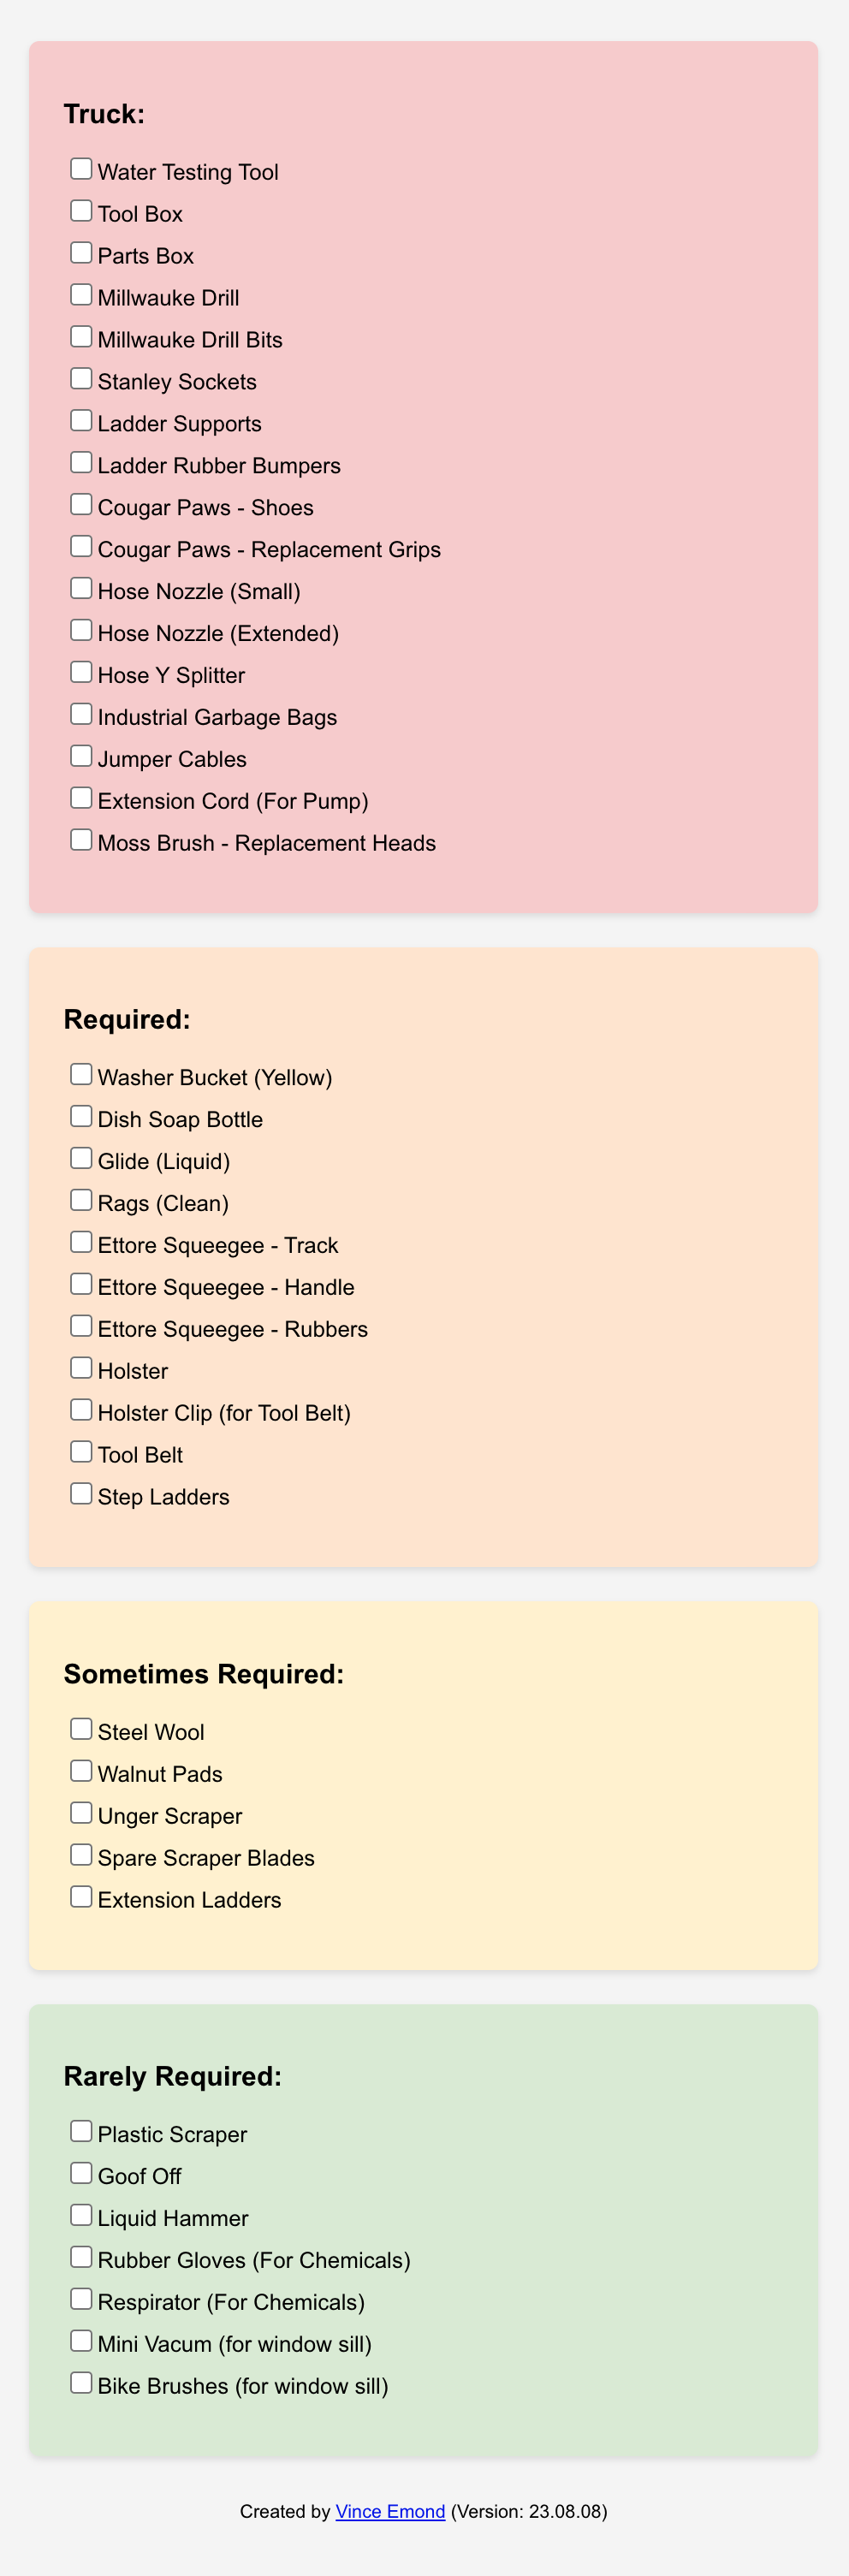 Truck:
Water Testing Tool
Tool Box
Parts Box
Millwauke Drill
Millwauke Drill Bits
Stanley Sockets
Ladder Supports
Ladder Rubber Bumpers
Cougar Paws - Shoes
Cougar Paws - Replacement Grips
Hose Nozzle (Small)
Hose Nozzle (Extended)
Hose Y Splitter
Industrial Garbage Bags
Jumper Cables
Extension Cord (For Pump)
Moss Brush - Replacement Heads
Required:
Washer Bucket (Yellow)
Dish Soap Bottle
Glide (Liquid)
Rags (Clean)
Ettore Squeegee - Track
Ettore Squeegee - Handle
Ettore Squeegee - Rubbers
Holster
Holster Clip (for Tool Belt)
Tool Belt
Step Ladders
Sometimes Required:
Steel Wool
Walnut Pads
Unger Scraper
Spare Scraper Blades
Extension Ladders
Rarely Required:
Plastic Scraper
Goof Off
Liquid Hammer
Rubber Gloves (For Chemicals)
Respirator (For Chemicals)
Mini Vacum (for window sill)
Bike Brushes (for window sill)
Created by Vince Emond (Version: 23.08.08)